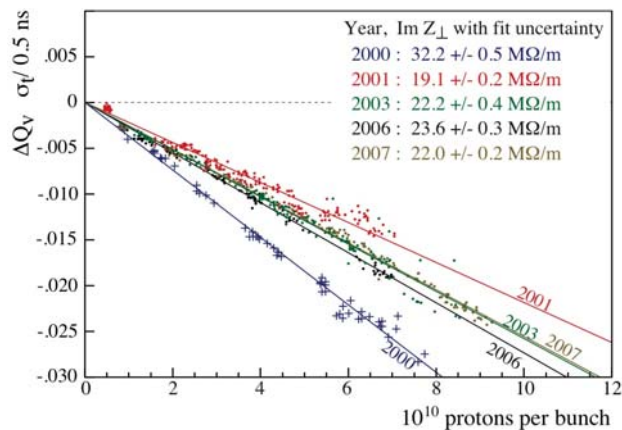 Year, Im Z⊥ with fit uncertainty
2000 : 32.2 +/- 0.5 MΩ/m
2001 : 19.1 +/- 0.2 MΩ/m
2003 : 22.2 +/- 0.4 MΩ/m
2006 : 23.6 +/- 0.3 MΩ/m
2007 : 22.0 +/- 0.2 MΩ/m
ΔQv σt/ 0.5 ns
.005
0
-.005
-.010
-.015
-.020
-.025
-.030
2001
2003
2007
2006
2000
0 2 4 6 8 10 12
10^10 protons per bunch